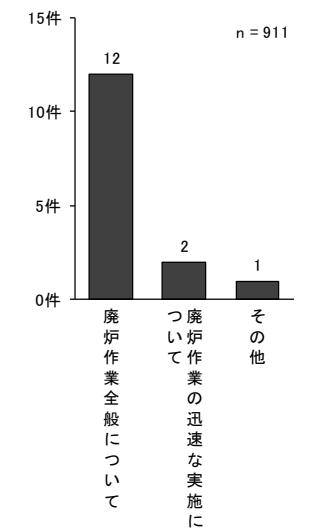 15件
n = 911
12
10件
5件
2
1
0件
廃炉作業全般について
廃炉作業の迅速な実施に
ついて
その他